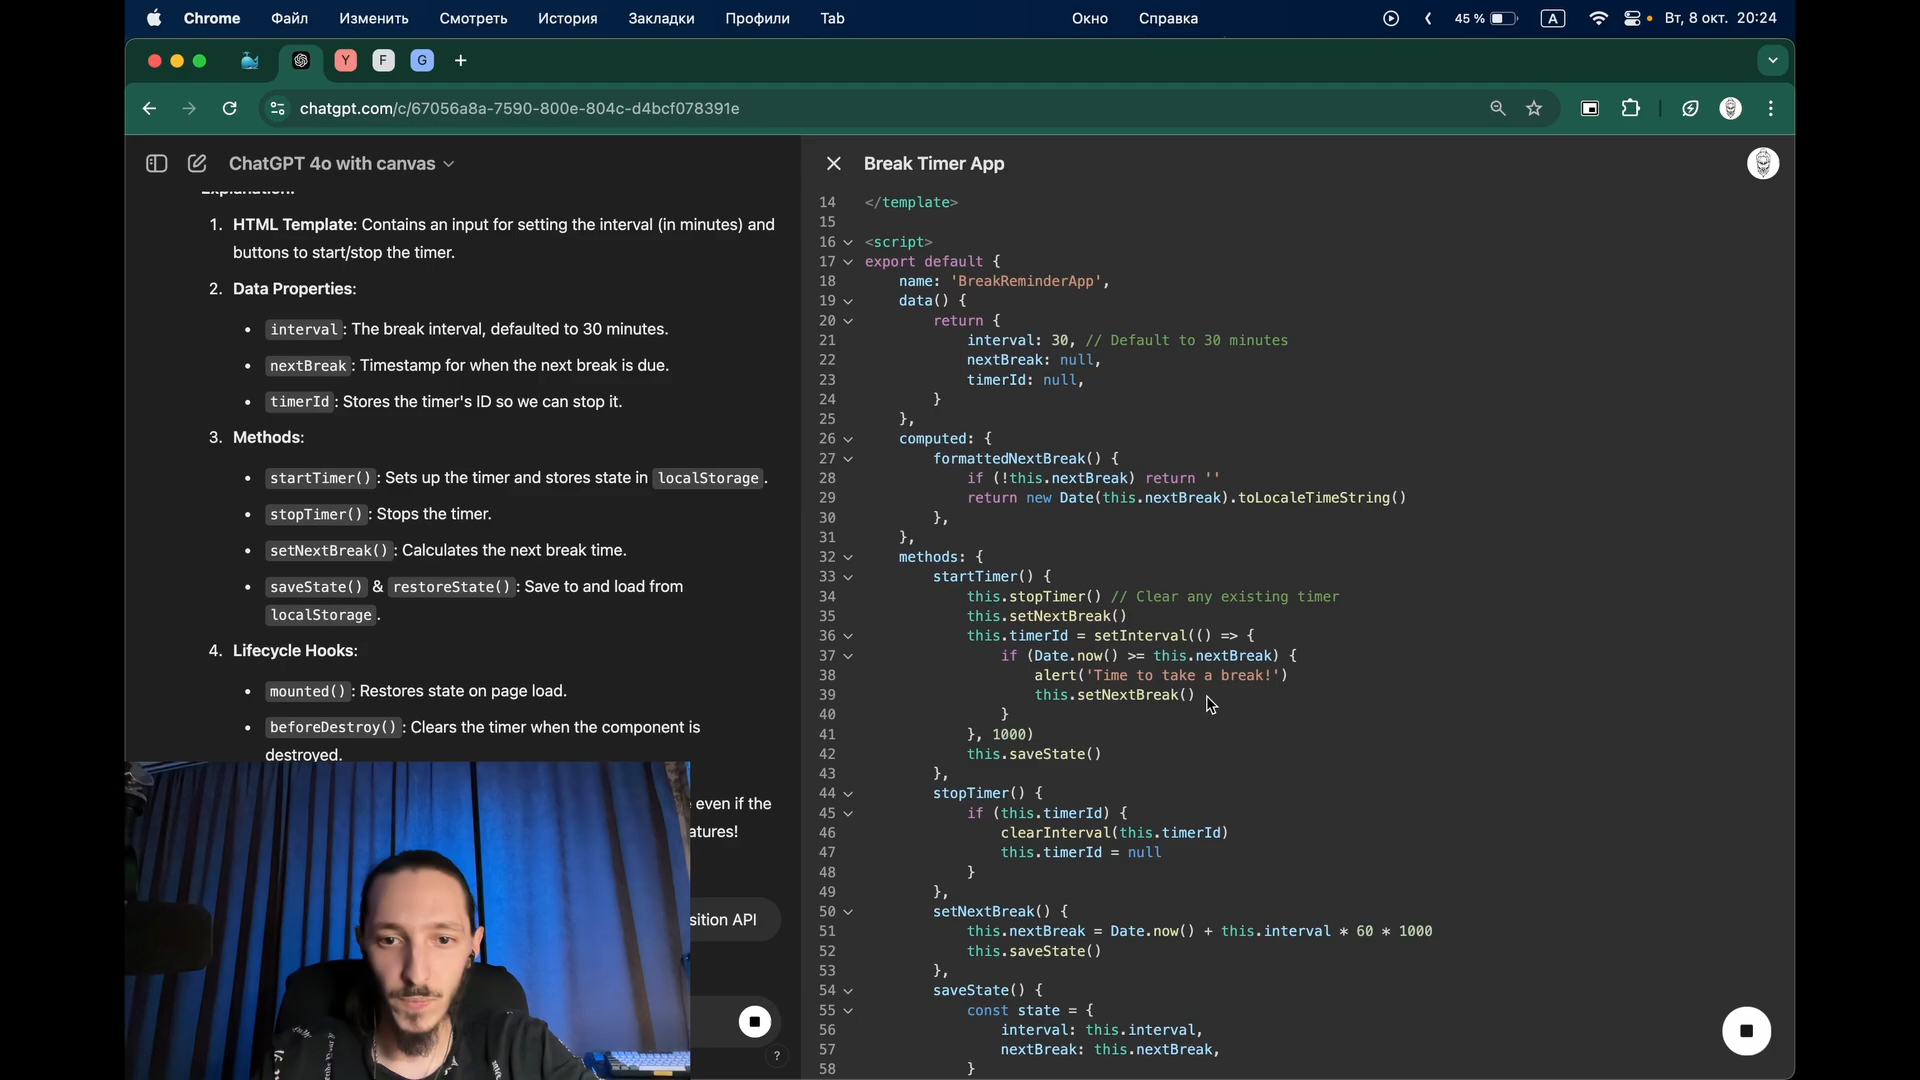 Chrome Файл Изменить Смотреть История Закладки Профили Tab Окно Справка 45 % A Вт, 8 окт. 20:24
Y F G
chatgpt.com/c/67056a8a-7590-800e-804c-d4bcf078391e
ChatGPT 4o with canvas
Explanation:
1. HTML Template: Contains an input for setting the interval (in minutes) and
buttons to start/stop the timer.
2. Data Properties:
• interval: The break interval, defaulted to 30 minutes.
• nextBreak: Timestamp for when the next break is due.
• timerId: Stores the timer's ID so we can stop it.
3. Methods:
• startTimer(): Sets up the timer and stores state in localStorage.
• stopTimer(): Stops the timer.
• setNextBreak(): Calculates the next break time.
• saveState() & restoreState(): Save to and load from
localStorage.
4. Lifecycle Hooks:
• mounted(): Restores state on page load.
• beforeDestroy(): Clears the timer when the component is
destroyed.
even if the
atures!
sition API
?
Break Timer App
14 </template>
15
16 <script>
17 export default {
18 name: 'BreakReminderApp',
19 data() {
20 return {
21 interval: 30, // Default to 30 minutes
22 nextBreak: null,
23 timerId: null,
24 }
25 },
26 computed: {
27 formattedNextBreak() {
28 if (!this.nextBreak) return ''
29 return new Date(this.nextBreak).toLocaleTimeString()
30 },
31 },
32 methods: {
33 startTimer() {
34 this.stopTimer() // Clear any existing timer
35 this.setNextBreak()
36 this.timerId = setInterval(() => {
37 if (Date.now() >= this.nextBreak) {
38 alert('Time to take a break!')
39 this.setNextBreak()
40 }
41 }, 1000)
42 this.saveState()
43 },
44 stopTimer() {
45 if (this.timerId) {
46 clearInterval(this.timerId)
47 this.timerId = null
48 }
49 },
50 setNextBreak() {
51 this.nextBreak = Date.now() + this.interval * 60 * 1000
52 this.saveState()
53 },
54 saveState() {
55 const state = {
56 interval: this.interval,
57 nextBreak: this.nextBreak,
58 }